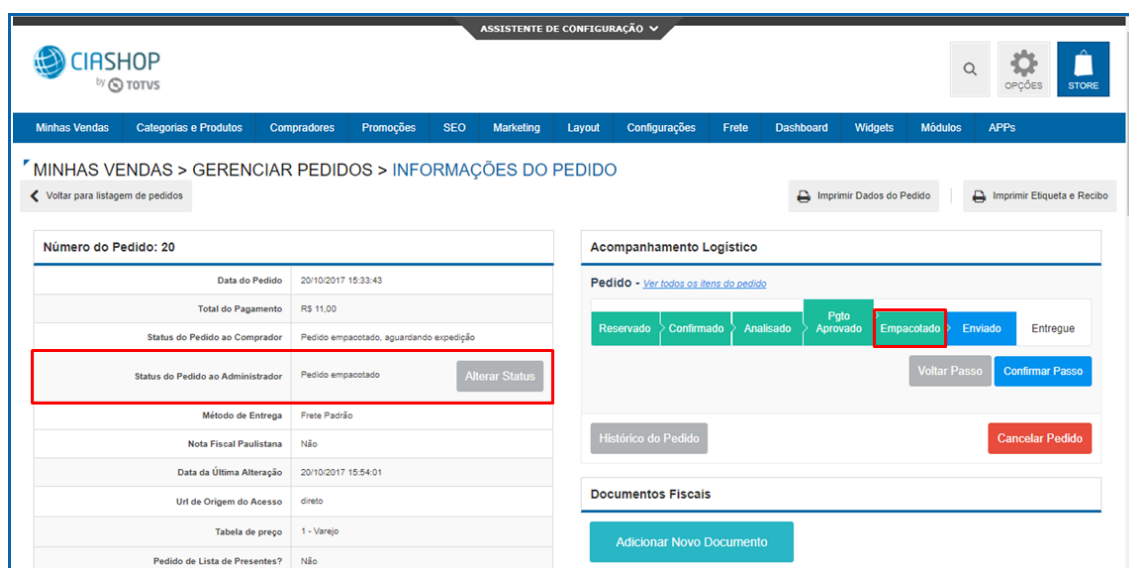 ASSISTENTE DE CONFIGURAÇÃO
CIASHOP
by TOTVS
OPÇÕES
STORE
Minhas Vendas Categorias e Produtos Compradores Promoções SEO Marketing Layout Configurações Frete Dashboard Widgets Módulos APPs
MINHAS VENDAS > GERENCIAR PEDIDOS > INFORMAÇÕES DO PEDIDO
Voltar para listagem de pedidos
Imprimir Dados do Pedido
Imprimir Etiqueta e Recibo
Número do Pedido: 20
Data do Pedido 20/10/2017 15:33:43
Total do Pagamento R$ 11,00
Status do Pedido ao Comprador Pedido empacotado, aguardando expedição
Status do Pedido ao Administrador Pedido empacotado Alterar Status
Método de Entrega Frete Padrão
Nota Fiscal Paulistana Não
Data da Última Alteração 20/10/2017 15:54:01
Url de Origem do Acesso direto
Tabela de preço 1 - Varejo
Pedido de Lista de Presentes? Não
Acompanhamento Logístico
Pedido - Ver todos os itens do pedido
Reservado Confirmado Analisado Pgto Aprovado Empacotado Enviado Entregue
Voltar Passo Confirmar Passo
Histórico do Pedido Cancelar Pedido
Documentos Fiscais
Adicionar Novo Documento